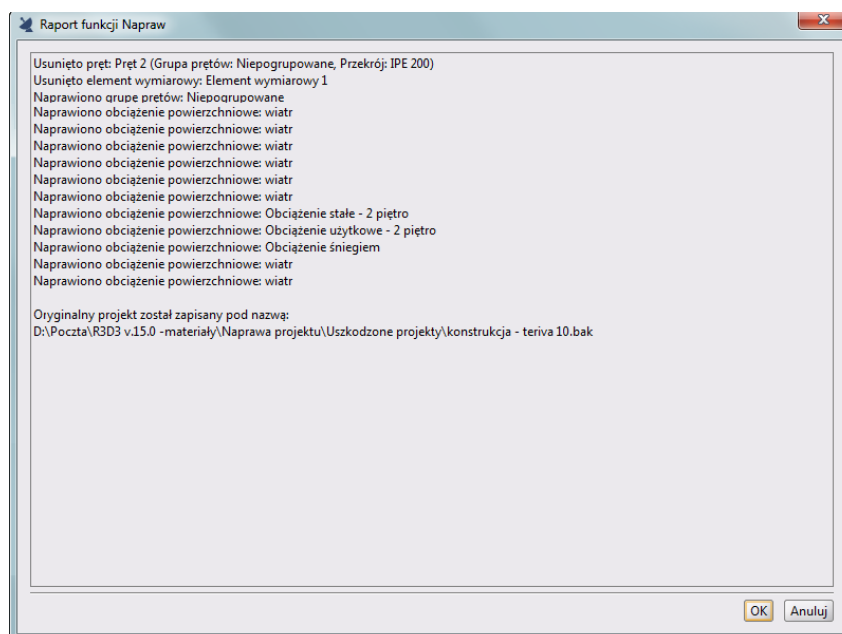 Raport funkcji Napraw
Usunięto pręt: Pręt 2 (Grupa prętów: Niepogrupowane, Przekrój: IPE 200)
Usunięto element wymiarowy: Element wymiarowy 1
Naprawiono grupę prętów: Niepogrupowane
Naprawiono obciążenie powierzchniowe: wiatr
Naprawiono obciążenie powierzchniowe: wiatr
Naprawiono obciążenie powierzchniowe: wiatr
Naprawiono obciążenie powierzchniowe: wiatr
Naprawiono obciążenie powierzchniowe: wiatr
Naprawiono obciążenie powierzchniowe: wiatr
Naprawiono obciążenie powierzchniowe: Obciążenie stałe - 2 piętro
Naprawiono obciążenie powierzchniowe: Obciążenie użytkowe - 2 piętro
Naprawiono obciążenie powierzchniowe: Obciążenie śniegiem
Naprawiono obciążenie powierzchniowe: wiatr
Naprawiono obciążenie powierzchniowe: wiatr
Oryginalny projekt został zapisany pod nazwą:
D:\Poczta\R3D3 v.15.0 -materiały\Naprawa projektu\Uszkodzone projekty\konstrukcja - teriva 10.bak
OK Anuluj